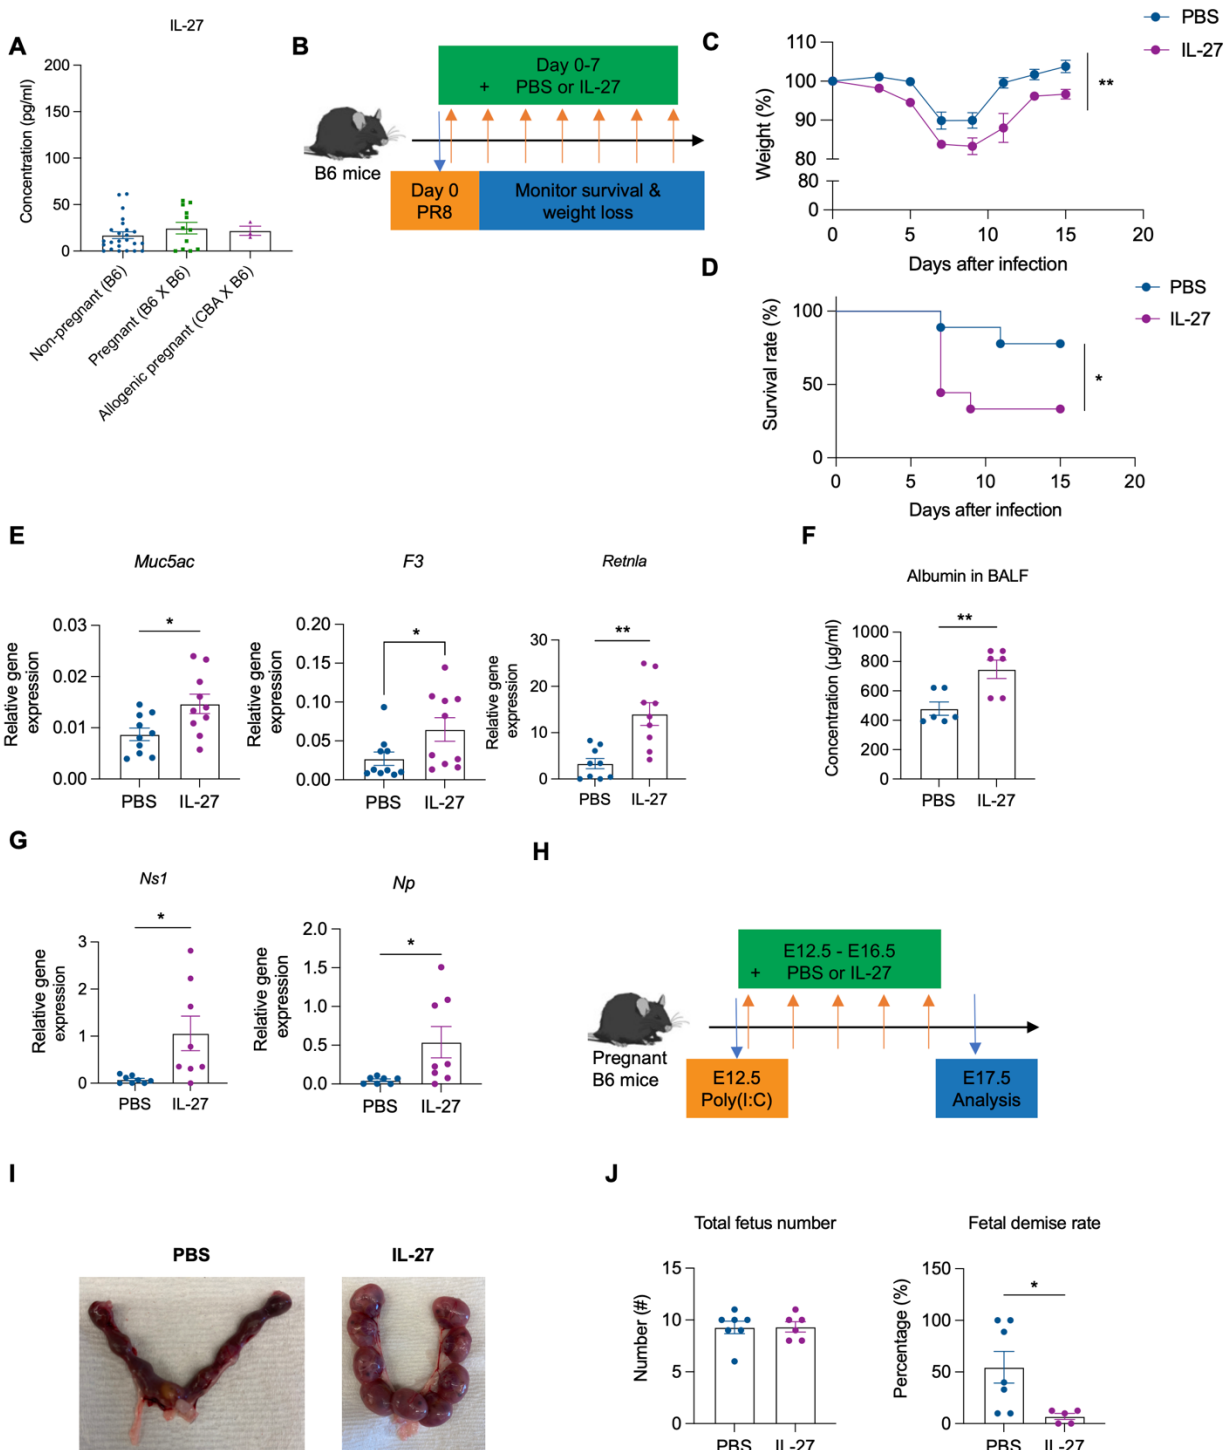 A
IL-27
Concentration (pg/ml)
200
150
100
50
0
Non-pregnant (B6)
Pregnant (B6 X B6)
Allogenic pregnant (CBA X B6)
B
Day 0-7
+ PBS or IL-27
B6 mice
Day 0
PR8
Monitor survival &
weight loss
C
PBS
IL-27
Weight (%)
110
100
90
80
80
0
**
0 5 10 15 20
Days after infection
D
PBS
IL-27
Survival rate (%)
100
50
0
*
0 5 10 15 20
Days after infection
E
Muc5ac
Relative gene
expression
0.03
0.02
0.01
0.00
*
PBS IL-27
F3
Relative gene
expression
0.20
0.15
0.10
0.05
0.00
*
PBS IL-27
Retnla
Relative gene
expression
30
20
10
0
**
PBS IL-27
F
Albumin in BALF
Concentration (µg/ml)
1000
800
600
400
200
0
**
PBS IL-27
G
Ns1
Relative gene
expression
3
2
1
0
*
PBS IL-27
Np
Relative gene
expression
2.0
1.5
1.0
0.5
0.0
*
PBS IL-27
H
E12.5 - E16.5
+ PBS or IL-27
Pregnant
B6 mice
E12.5
Poly(I:C)
E17.5
Analysis
I
PBS
IL-27
J
Total fetus number
Number (#)
15
10
5
0
PBS IL-27
Fetal demise rate
Percentage (%)
150
100
50
0
*
PBS IL-27